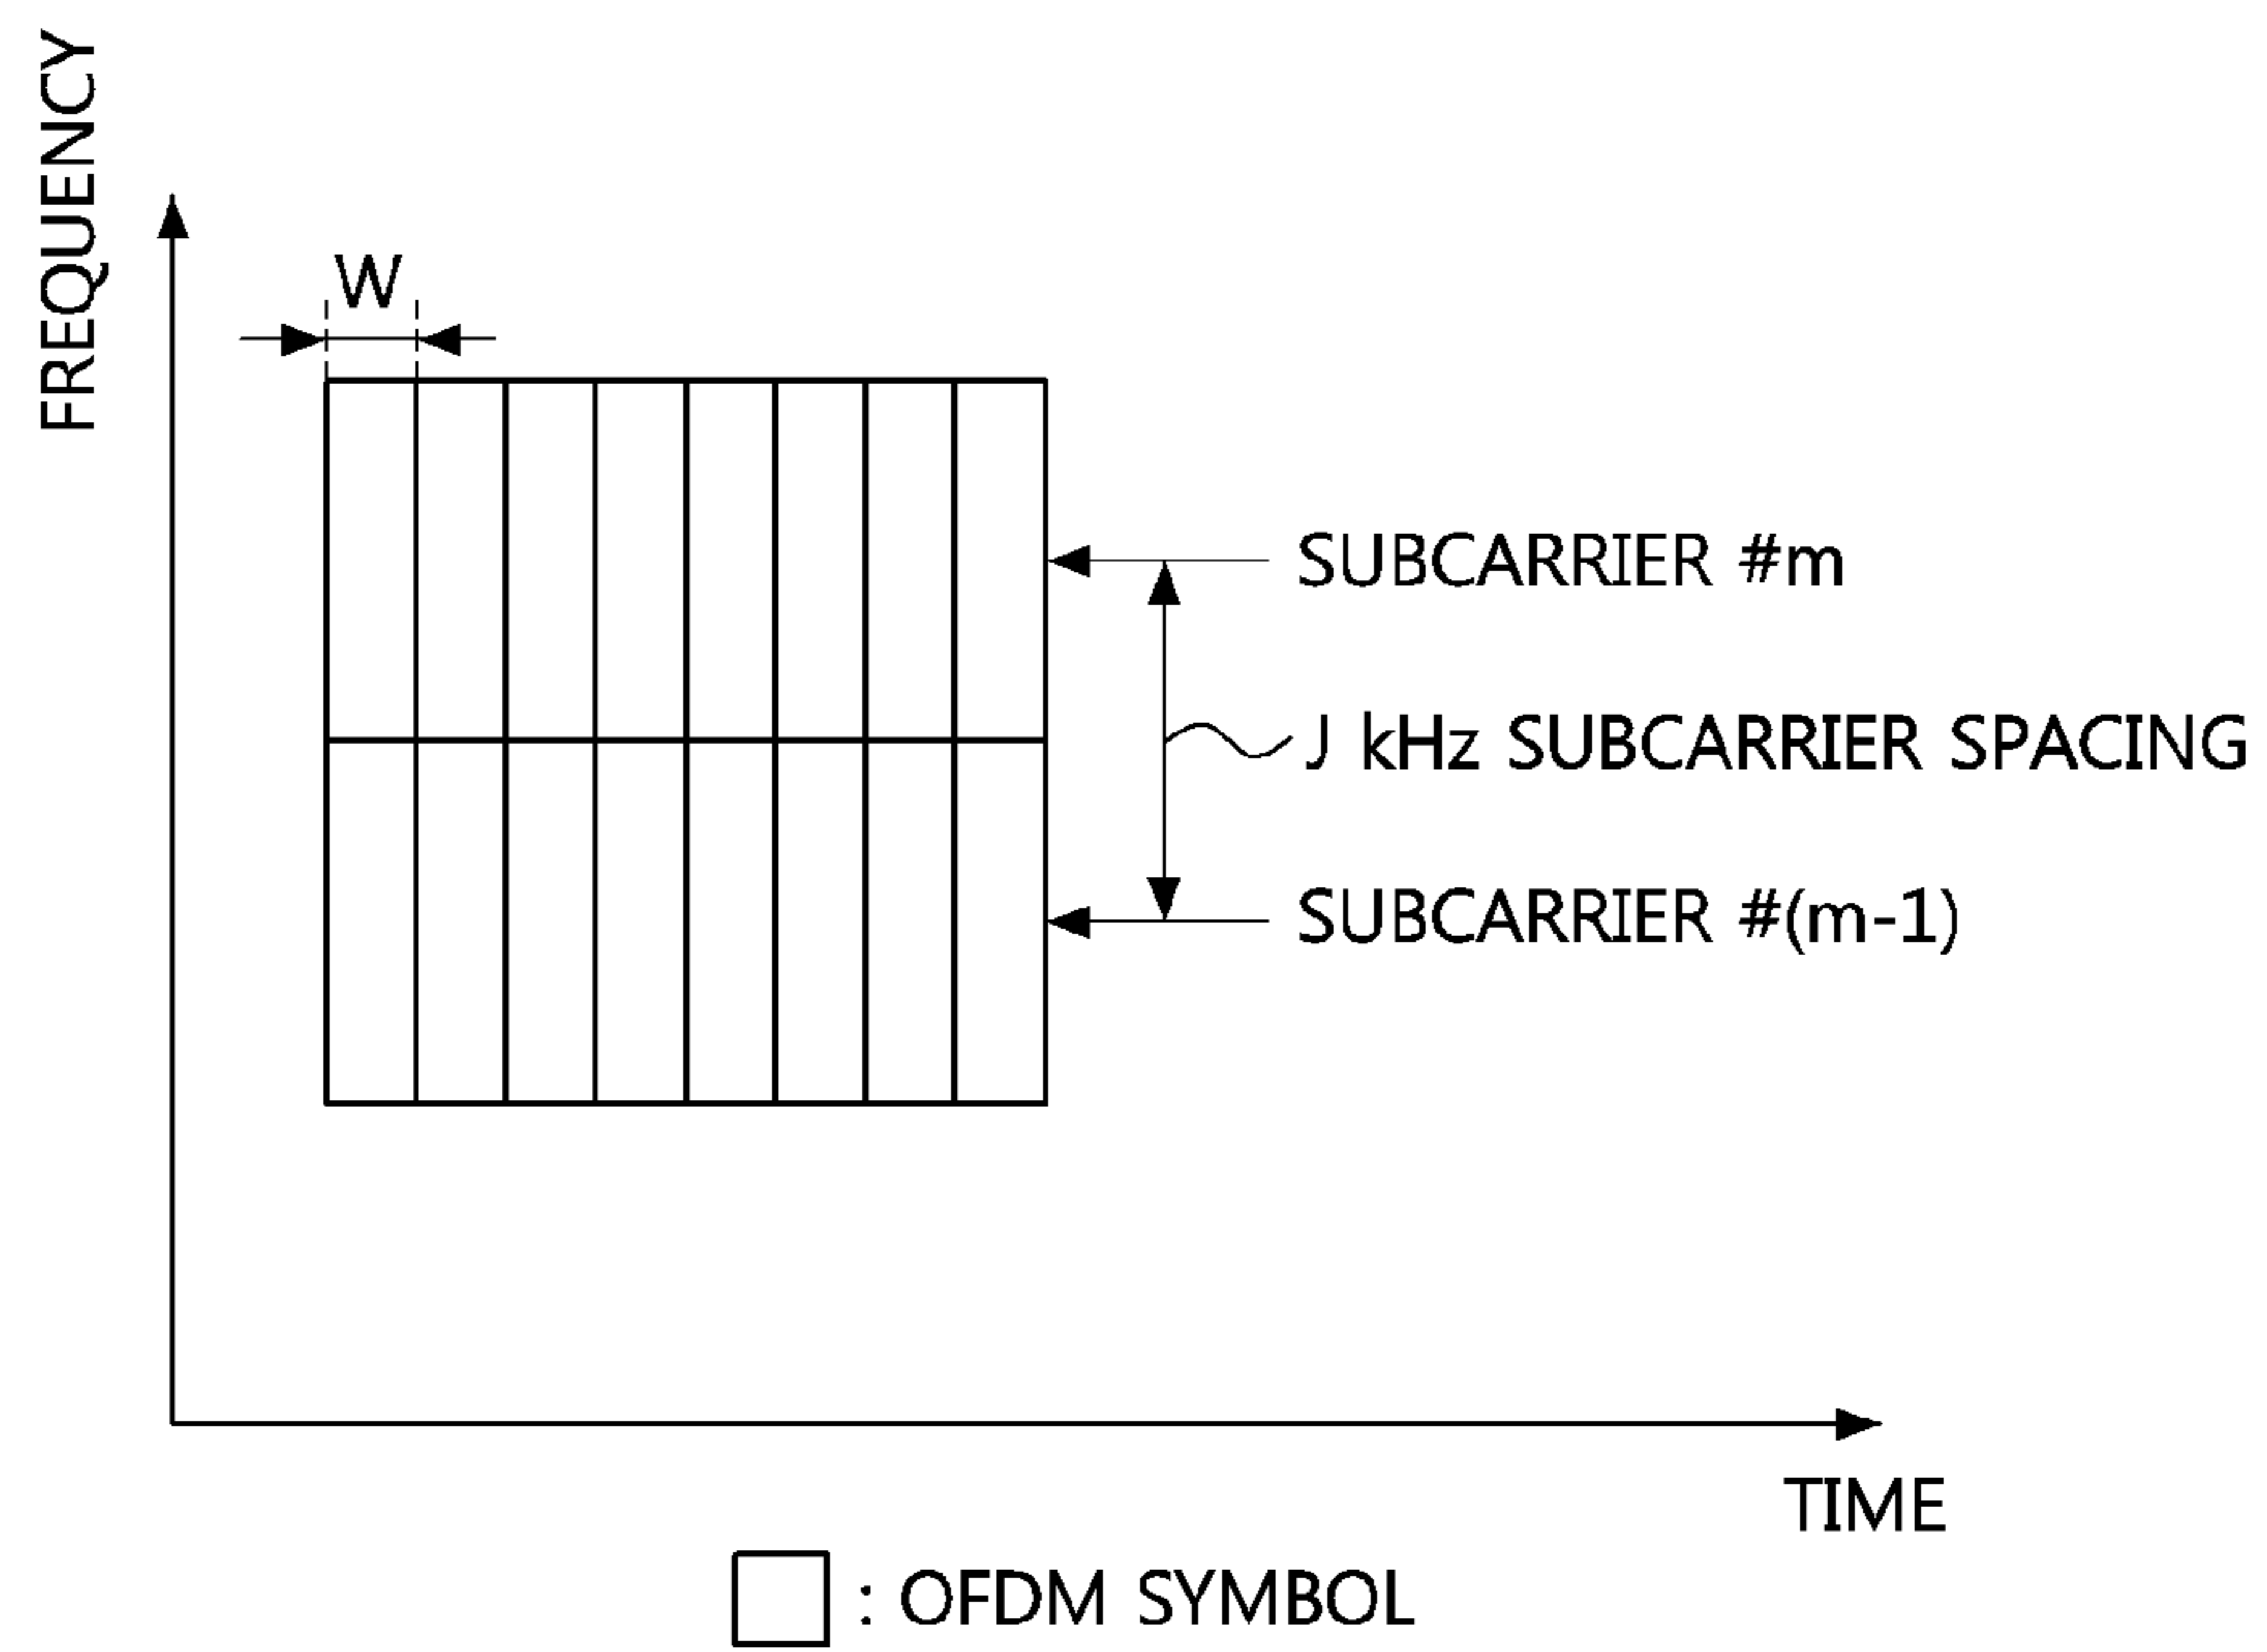 FREQUENCY
W
SUBCARRIER #m
J kHz SUBCARRIER SPACING
SUBCARRIER #(m-1)
TIME
: OFDM SYMBOL